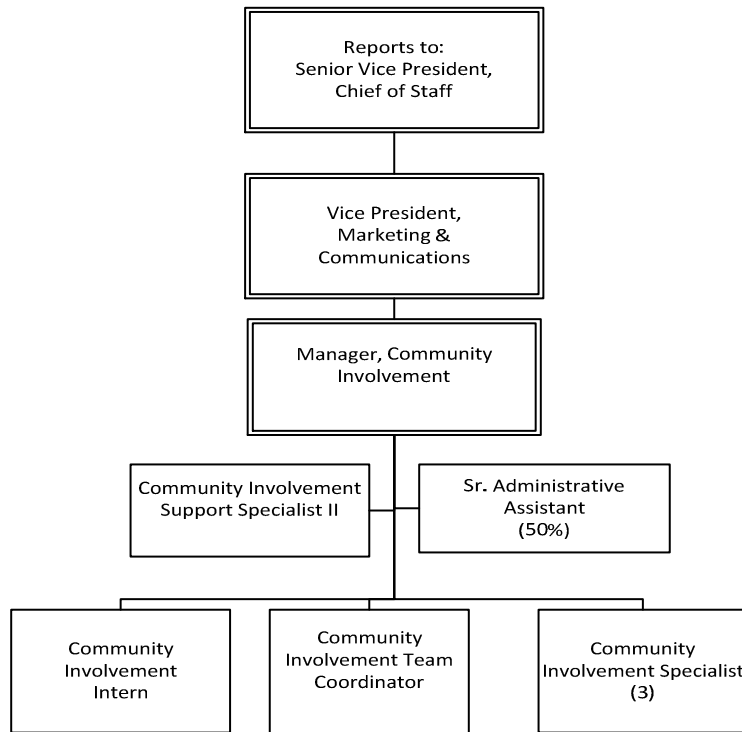 Reports to:
Senior Vice President,
Chief of Staff
Vice President,
Marketing &
Communications
Manager, Community
Involvement
Community Involvement
Support Specialist II
Sr. Administrative
Assistant
(50%)
Community
Involvement
Intern
Community
Involvement Team
Coordinator
Community
Involvement Specialist
(3)